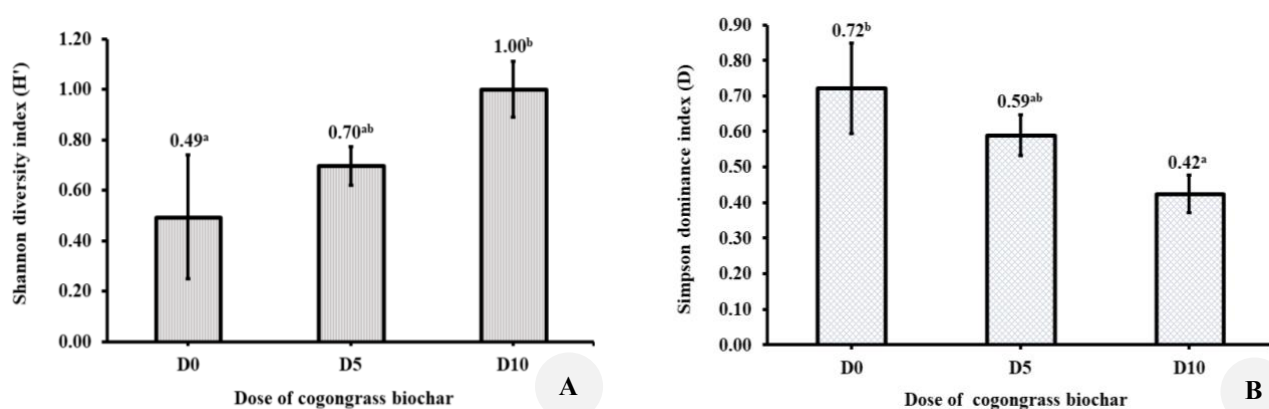 Shannon diversity index (H')
1.20
1.00
0.80
0.60
0.40
0.20
0.00
0.49ᵃ
0.70ᵃᵇ
1.00ᵇ
D0 D5 D10
Dose of cogongrass biochar
A
Simpson dominance index (D)
0.90
0.80
0.70
0.60
0.50
0.40
0.30
0.20
0.10
0.00
0.72ᵇ
0.59ᵃᵇ
0.42ᵃ
D0 D5 D10
Dose of cogongrass biochar
B